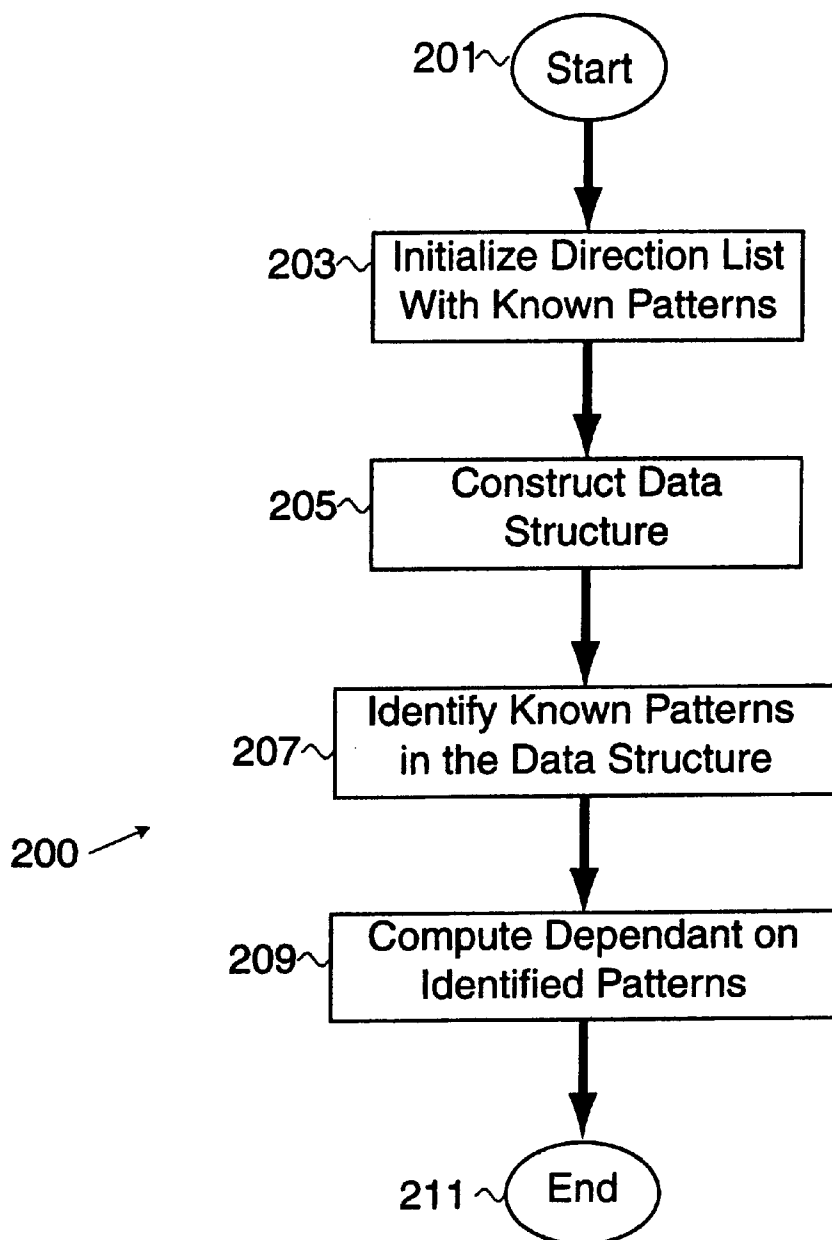 201 Start
203 Initialize Direction List
With Known Patterns
205 Construct Data
Structure
207 Identify Known Patterns
in the Data Structure
200
209 Compute Dependant on
Identified Patterns
211 End